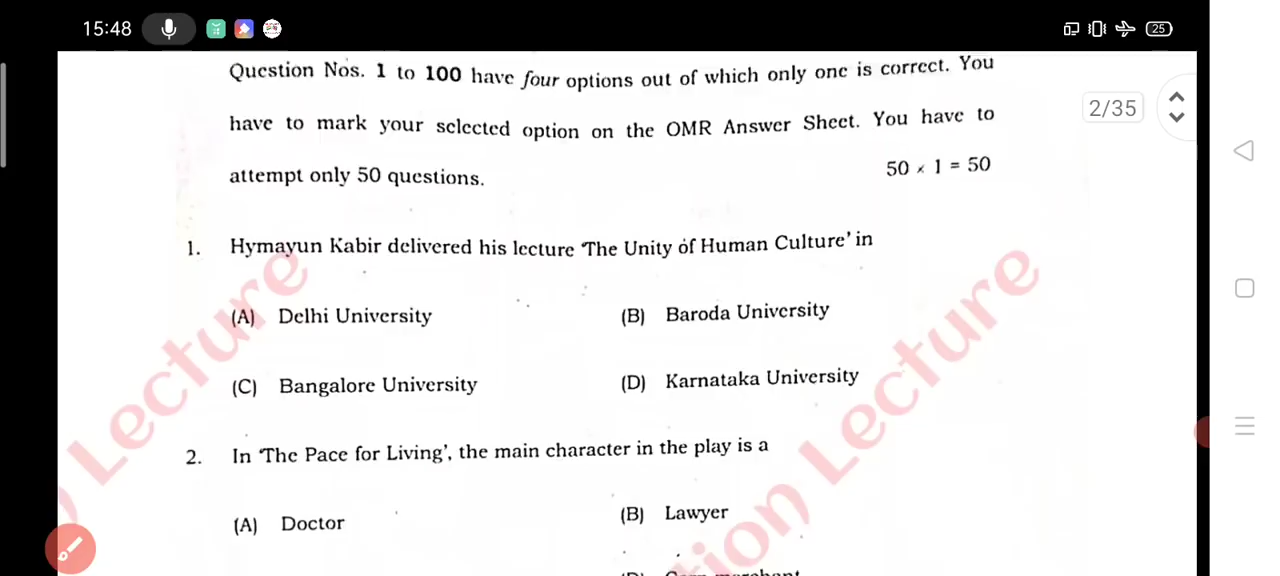 15:48
25
Question Nos. 1 to 100 have four options out of which only one is correct. You
2/35
have to mark your selected option on the OMR Answer Sheet. You have to
attempt only 50 questions.
50 × 1 = 50
1. Hymayun Kabir delivered his lecture 'The Unity of Human Culture' in
(A) Delhi University
(B) Baroda University
(C) Bangalore University
(D) Karnataka University
2. In 'The Pace for Living', the main character in the play is a
(A) Doctor
(B) Lawyer
Lecture
tion Lecture